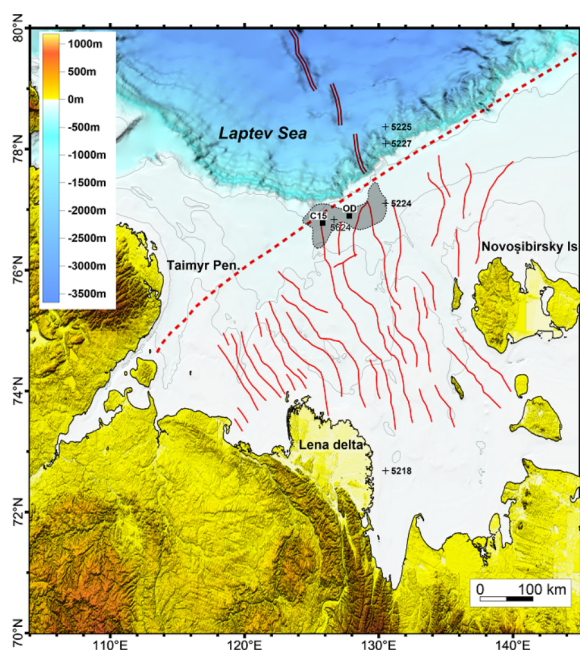 80°N
1000m
500m
0m
-500m
-1000m
-1500m
-2000m
-2500m
-3000m
-3500m
Laptev Sea
5225
5227
78°N
5224
C15
OD
5624
Novosibirsky Is
76°N
Taimyr Pen.
74°N
Lena delta
5218
72°N
0 100 km
70°N
110°E 120°E 130°E 140°E